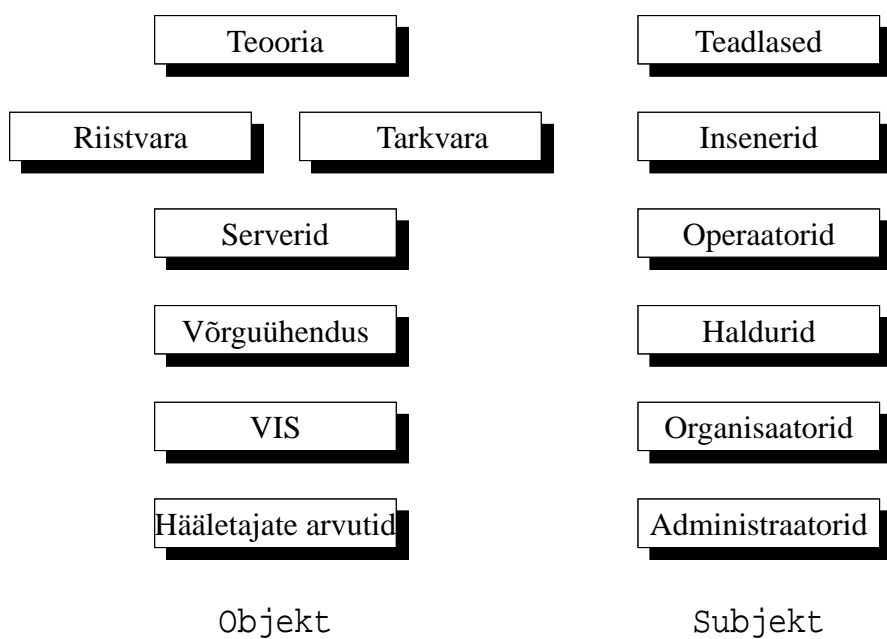 Teooria Teadlased
Riistvara Tarkvara Insenerid
Serverid Operaatorid
Võrguühendus Haldurid
VIS Organisaatorid
Hääletajate arvutid Administraatorid
Objekt Subjekt